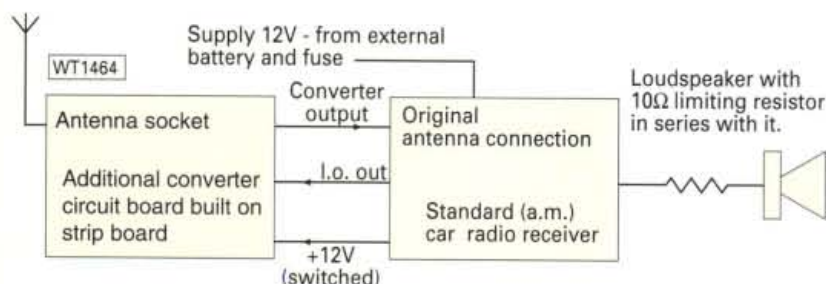 Supply 12V - from external
battery and fuse
WT1464
Loudspeaker with
10Ω limiting resistor
in series with it.
Antenna socket
Additional converter
circuit board built on
strip board
Converter
output
l.o. out
+12V
(switched)
Original
antenna connection
Standard (a.m.)
car radio receiver